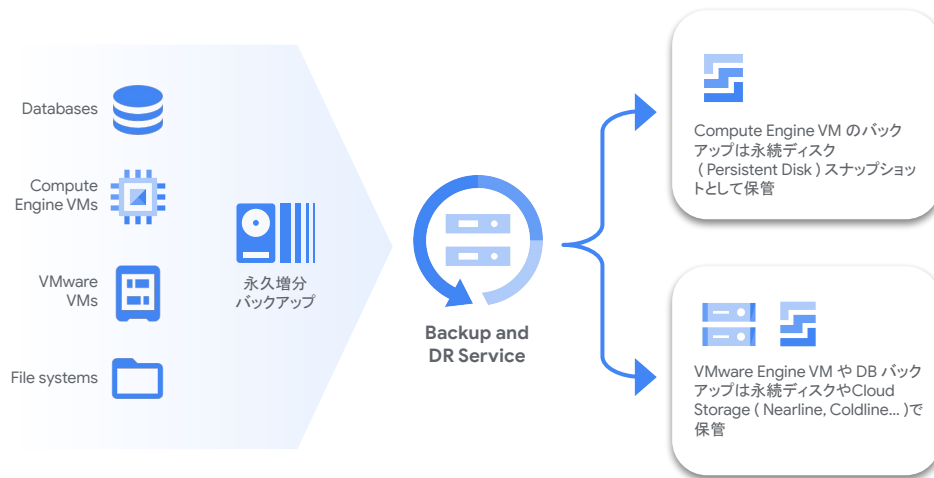 Databases
Compute
Engine VMs
VMware
VMs
File systems
永久増分
バックアップ
Backup and
DR Service
Compute Engine VM のバック
アップは永続ディスク
( Persistent Disk ) スナップショッ
トとして保管
VMware Engine VM や DB バック
アップは永続ディスクやCloud
Storage ( Nearline, Coldline... )で
保管